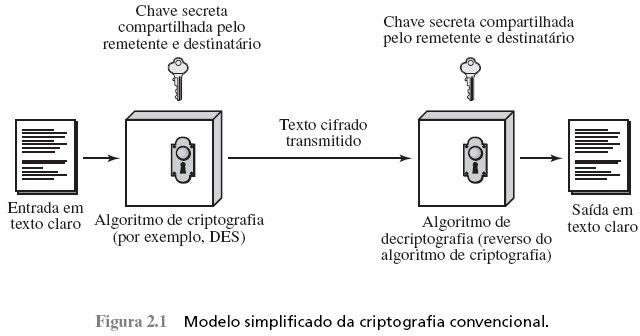 Chave secreta
compartilhada pelo
remetente e destinatário
Chave secreta compartilhada
pelo remetente e destinatário
Texto cifrado
transmitido
Entrada em
texto claro
Algoritmo de criptografia
(por exemplo, DES)
Algoritmo de
decriptografia (reverso do
algoritmo de criptografia)
Saída em
texto claro
Figura 2.1 Modelo simplificado da criptografia convencional.